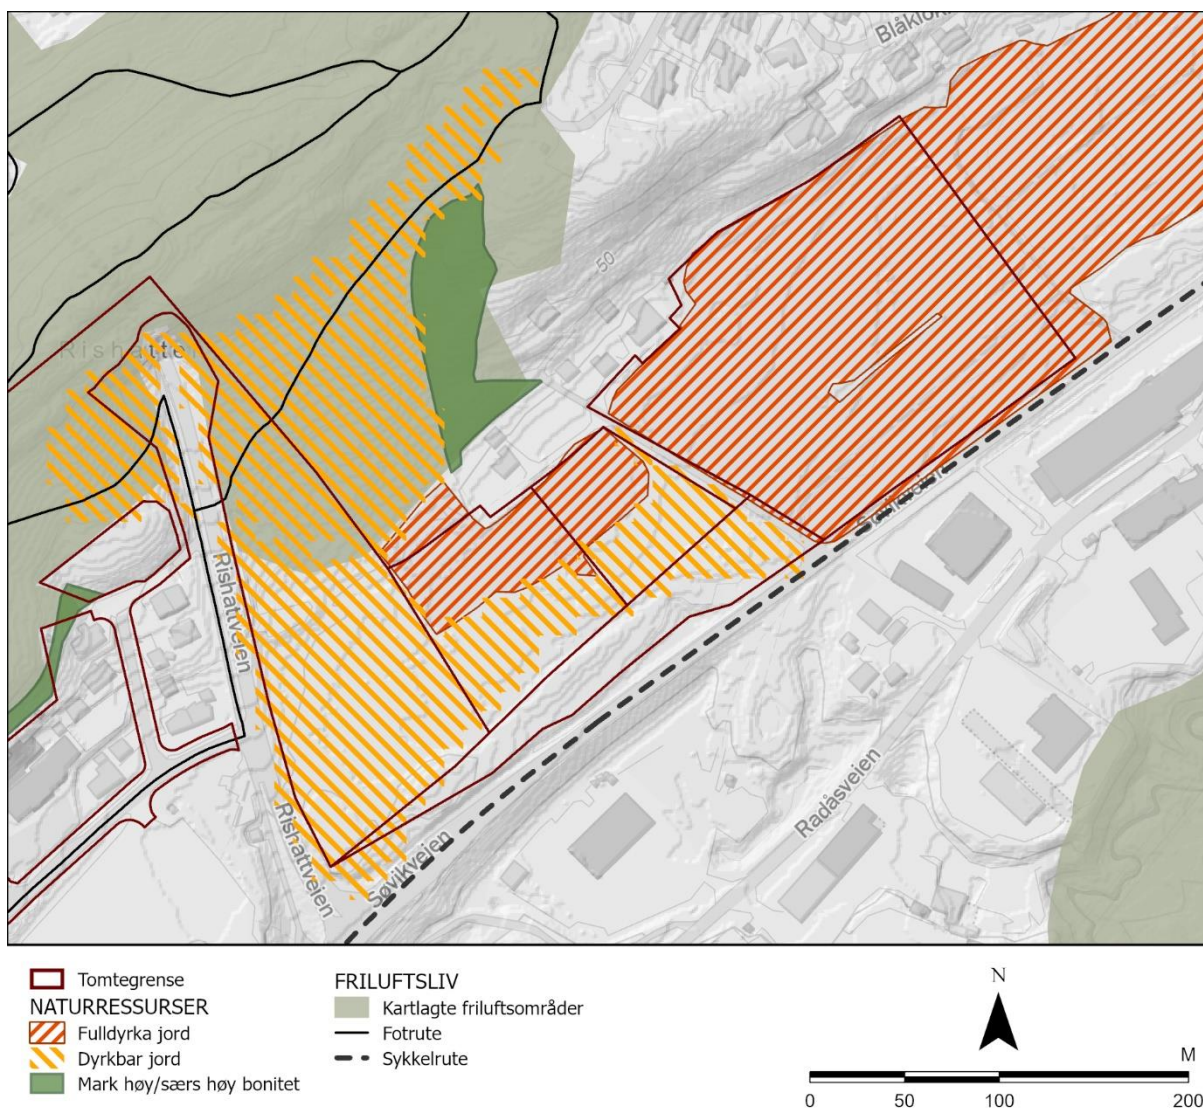 Blåklok
50
Rishatten
Rishattveien
Rishattveien
Søvikveien
Radåsveien
Tomtegrense
NATURRESSURSER
Fulldyrka jord
Dyrkbar jord
Mark høy/særs høy bonitet
FRILUFTSLIV
Kartlagte friluftsområder
Fotrute
Sykkelrute
N
M
0 50 100 200